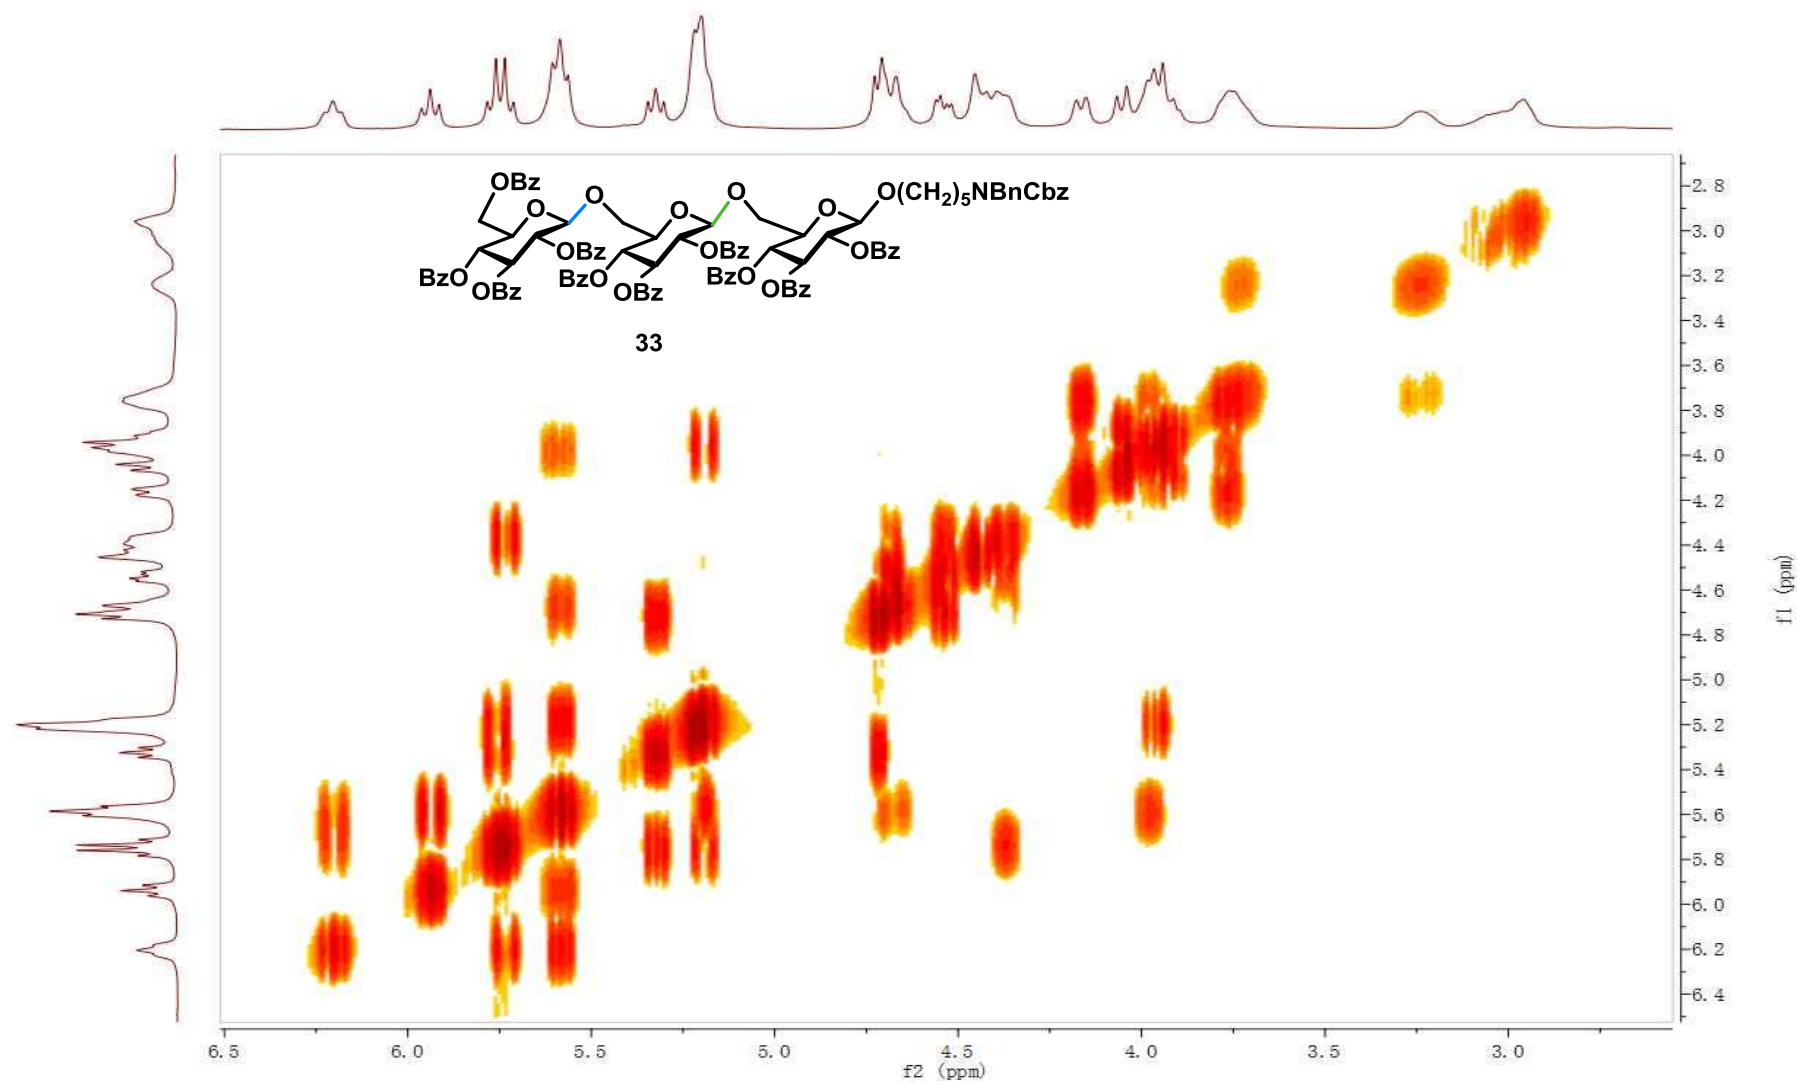 OBz
O
O
O
O
O
O
O(CH2)5NBnCbz
OBz
OBz
OBz
BzO
OBz
BzO
OBz
BzO
OBz
33
2.8
3.0
3.2
3.4
3.6
3.8
4.0
4.2
4.4
4.6
4.8
5.0
5.2
5.4
5.6
5.8
6.0
6.2
6.4
f1 (ppm)
6.5
6.0
5.5
5.0
4.5
4.0
3.5
3.0
f2 (ppm)